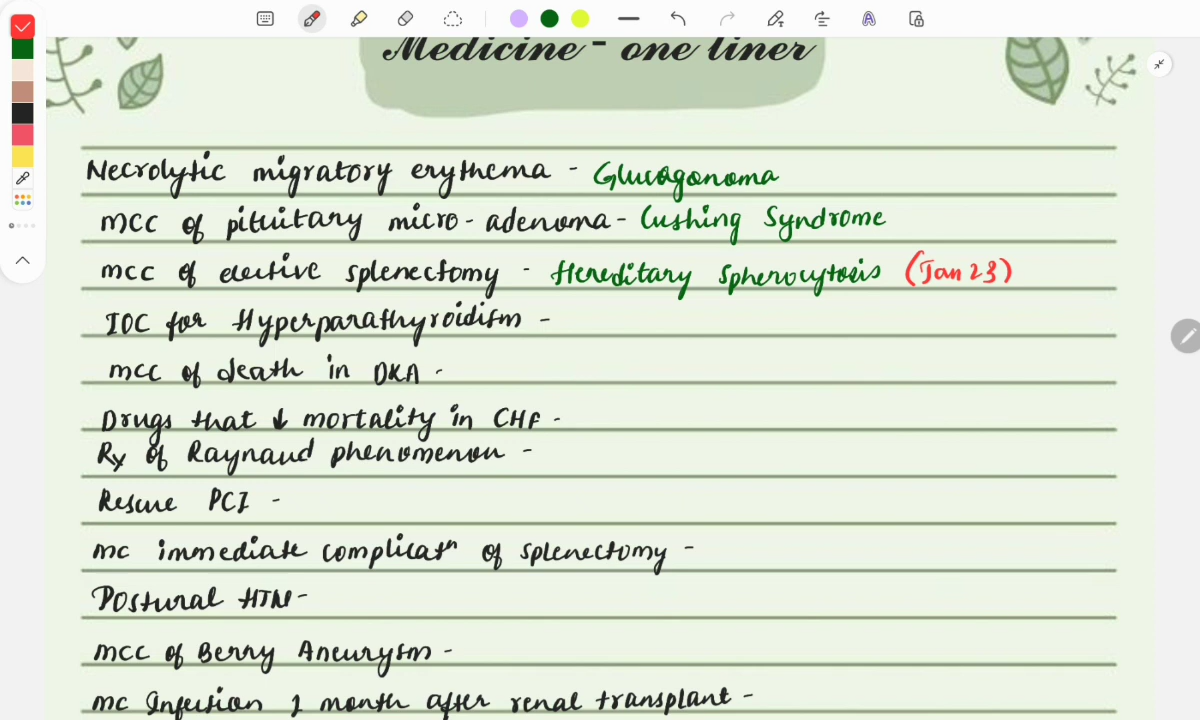 Medicine - one liner
Necrolytic migratory erythema - Glucagonoma
MCC of pituitary micro-adenoma - Cushing Syndrome
MCC of elective splenectomy - Hereditary Spherocytosis (Jan 23)
IOC for Hyperparathyroidism -
MCC of death in DKA -
Drugs that ↓ mortality in CHF -
Rx of Raynaud phenomenon -
Rescue PCI -
MC immediate complicatⁿ of splenectomy -
Postural HTN -
MCC of Berry Aneurysm -
MC Infection 1 month after renal transplant -